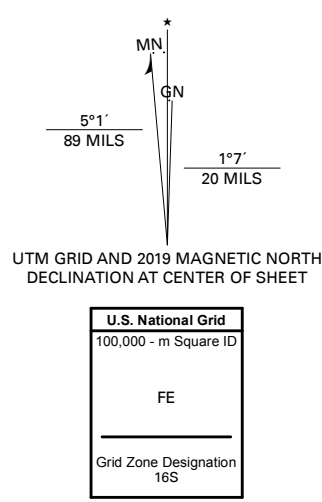 ★
MN
GN
5°1´
89 MILS
1°7´
20 MILS
UTM GRID AND 2019 MAGNETIC NORTH
DECLINATION AT CENTER OF SHEET
U.S. National Grid
100,000 - m Square ID
FE
Grid Zone Designation
16S